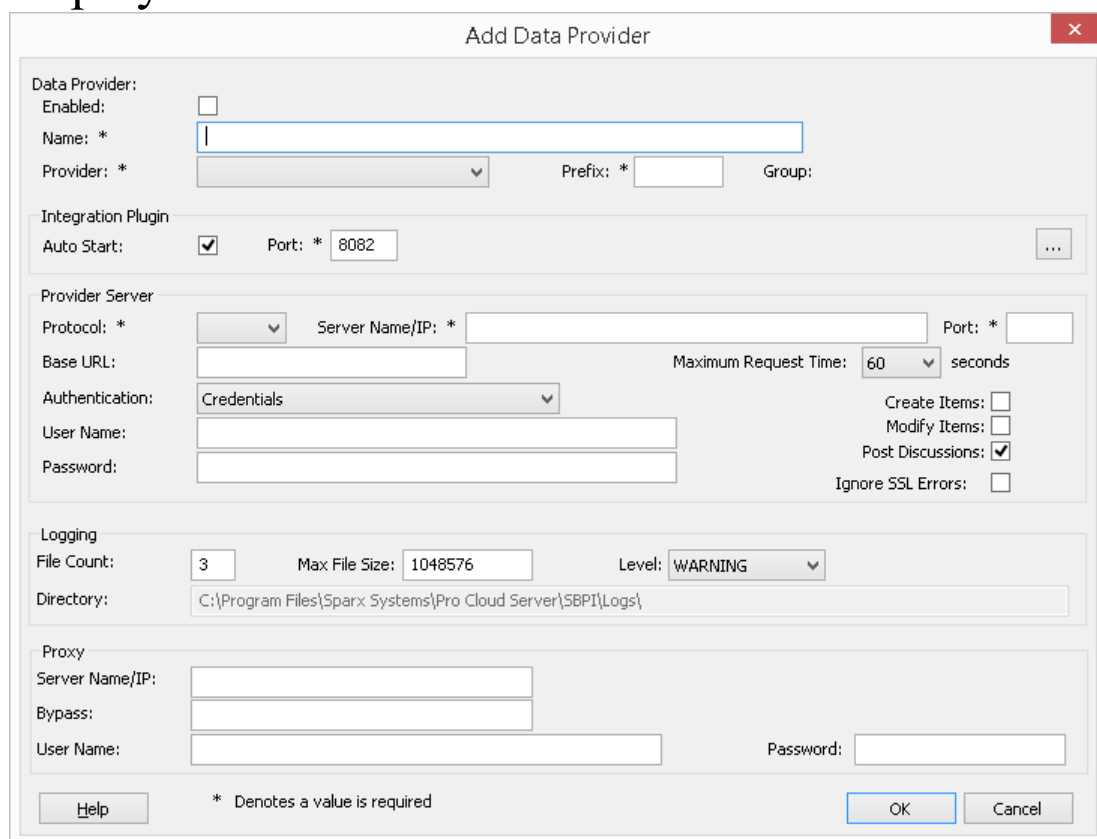 Add Data Provider
Data Provider:
Enabled:
Name: *
Provider: * Prefix: * Group:
Integration Plugin
Auto Start: Port: * 8082 ...
Provider Server
Protocol: * Server Name/IP: * Port: *
Base URL: Maximum Request Time: 60 seconds
Authentication: Credentials Create Items:
User Name: Modify Items:
Post Discussions:
Password:
Ignore SSL Errors:
Logging
File Count: 3 Max File Size: 1048576 Level: WARNING
Directory: C:\Program Files\Sparx Systems\Pro Cloud Server\SBPI\Logs\
Proxy
Server Name/IP:
Bypass:
User Name: Password:
Help * Denotes a value is required OK Cancel